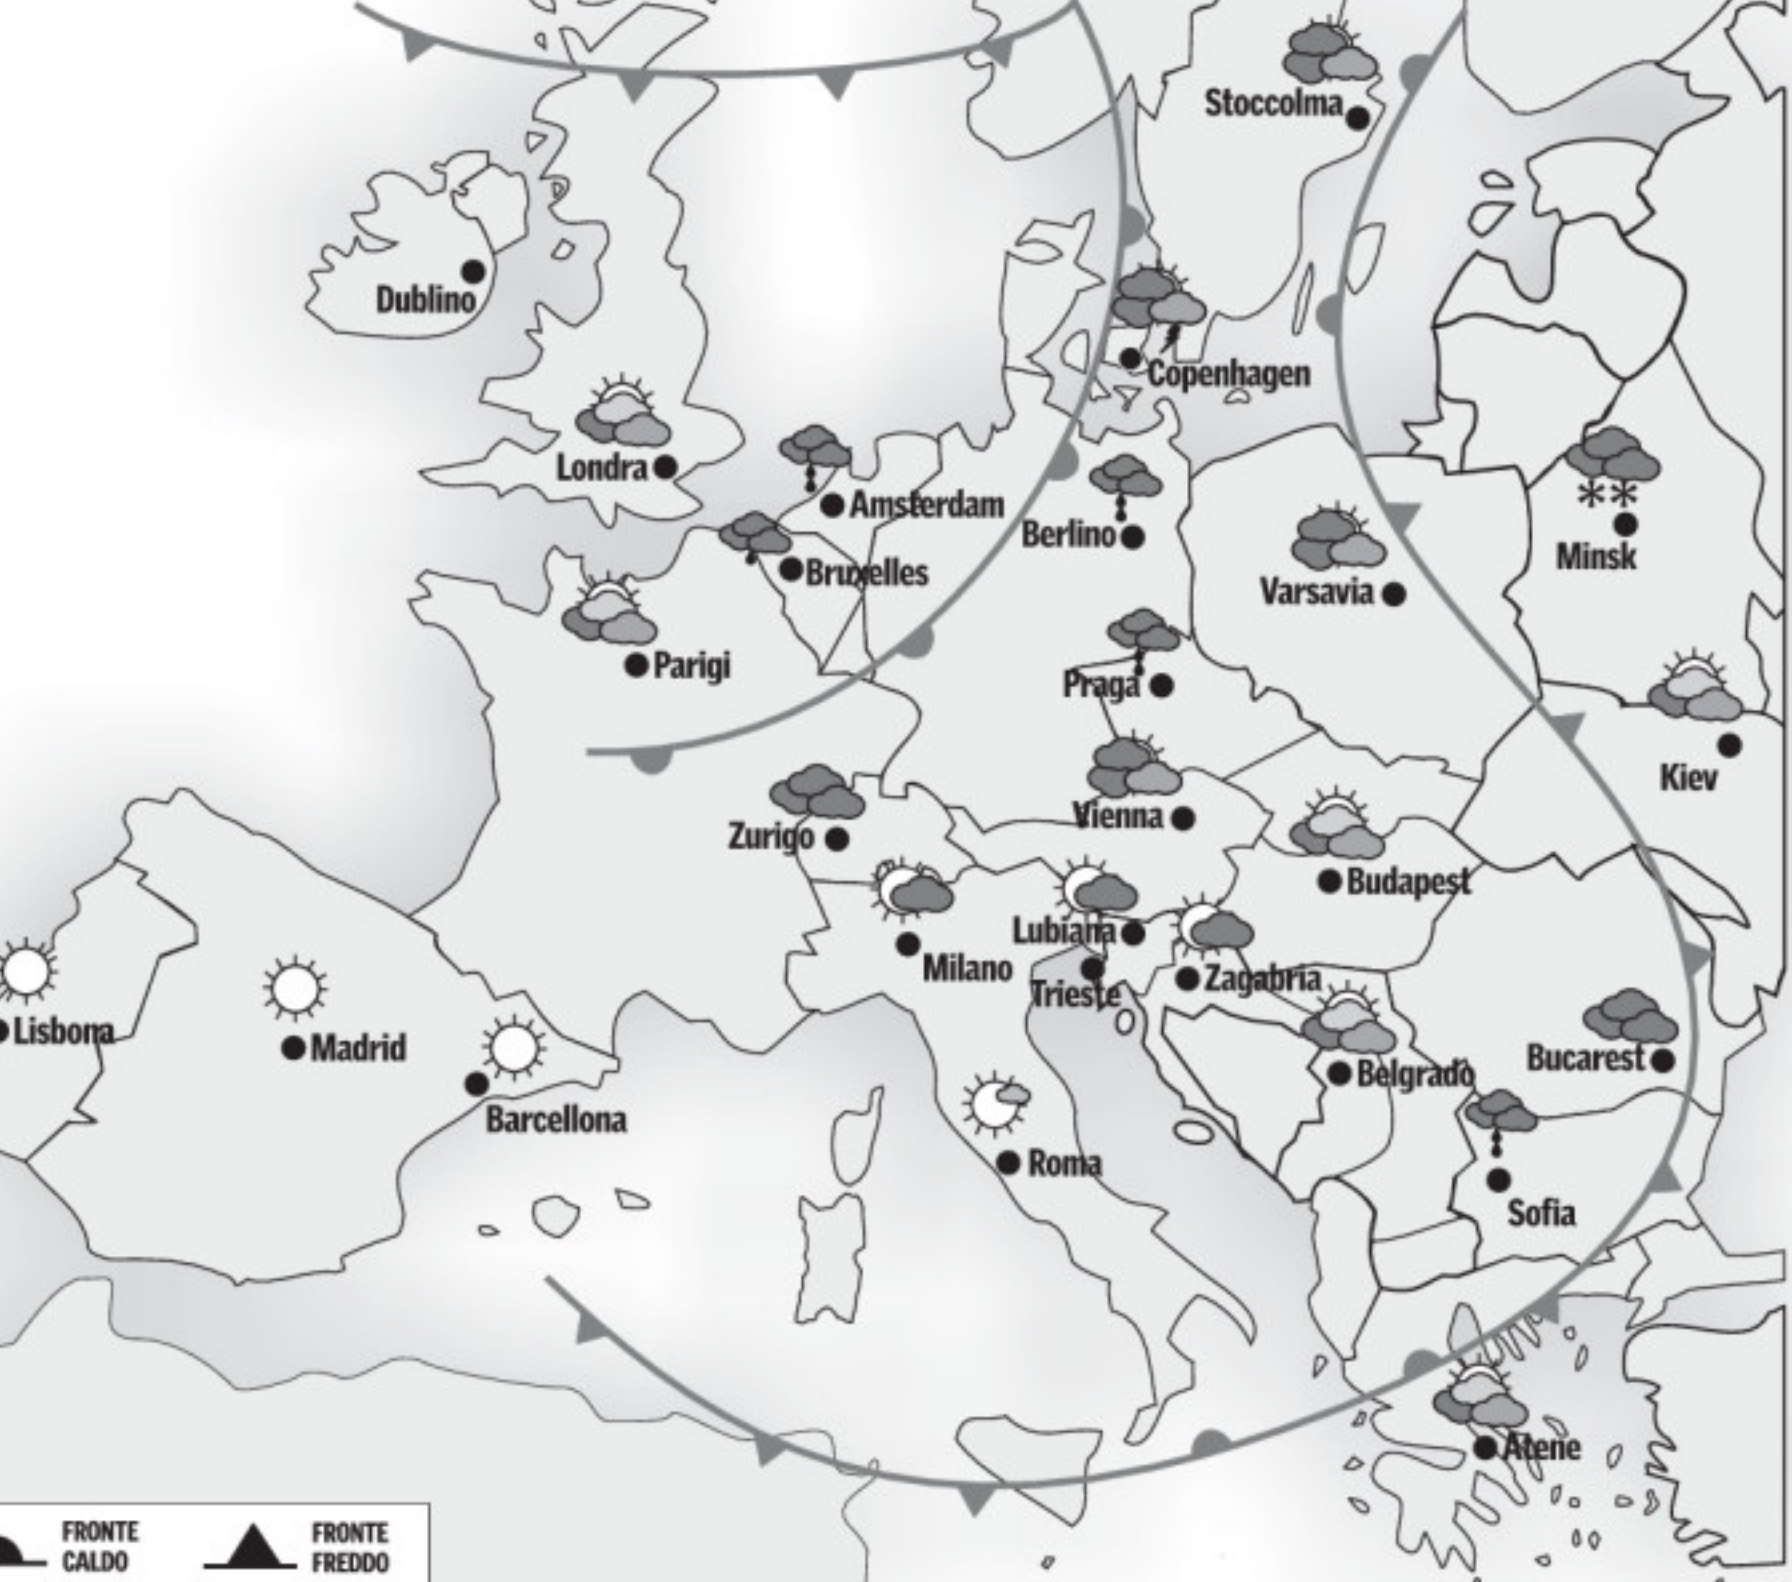 Stoccolma
Dublino
Copenhagen
Londra
Amsterdam
Berlino
Bruxelles
Minsk
Varsavia
Parigi
Praga
Kiev
Vienna
Zurigo
Budapest
Lubiana
Milano
Trieste
Zagabria
Lisbona
Madrid
Bucarest
Belgrado
Barcellona
Roma
Sofia
Atene
FRONTE
CALDO
FRONTE
FREDDO